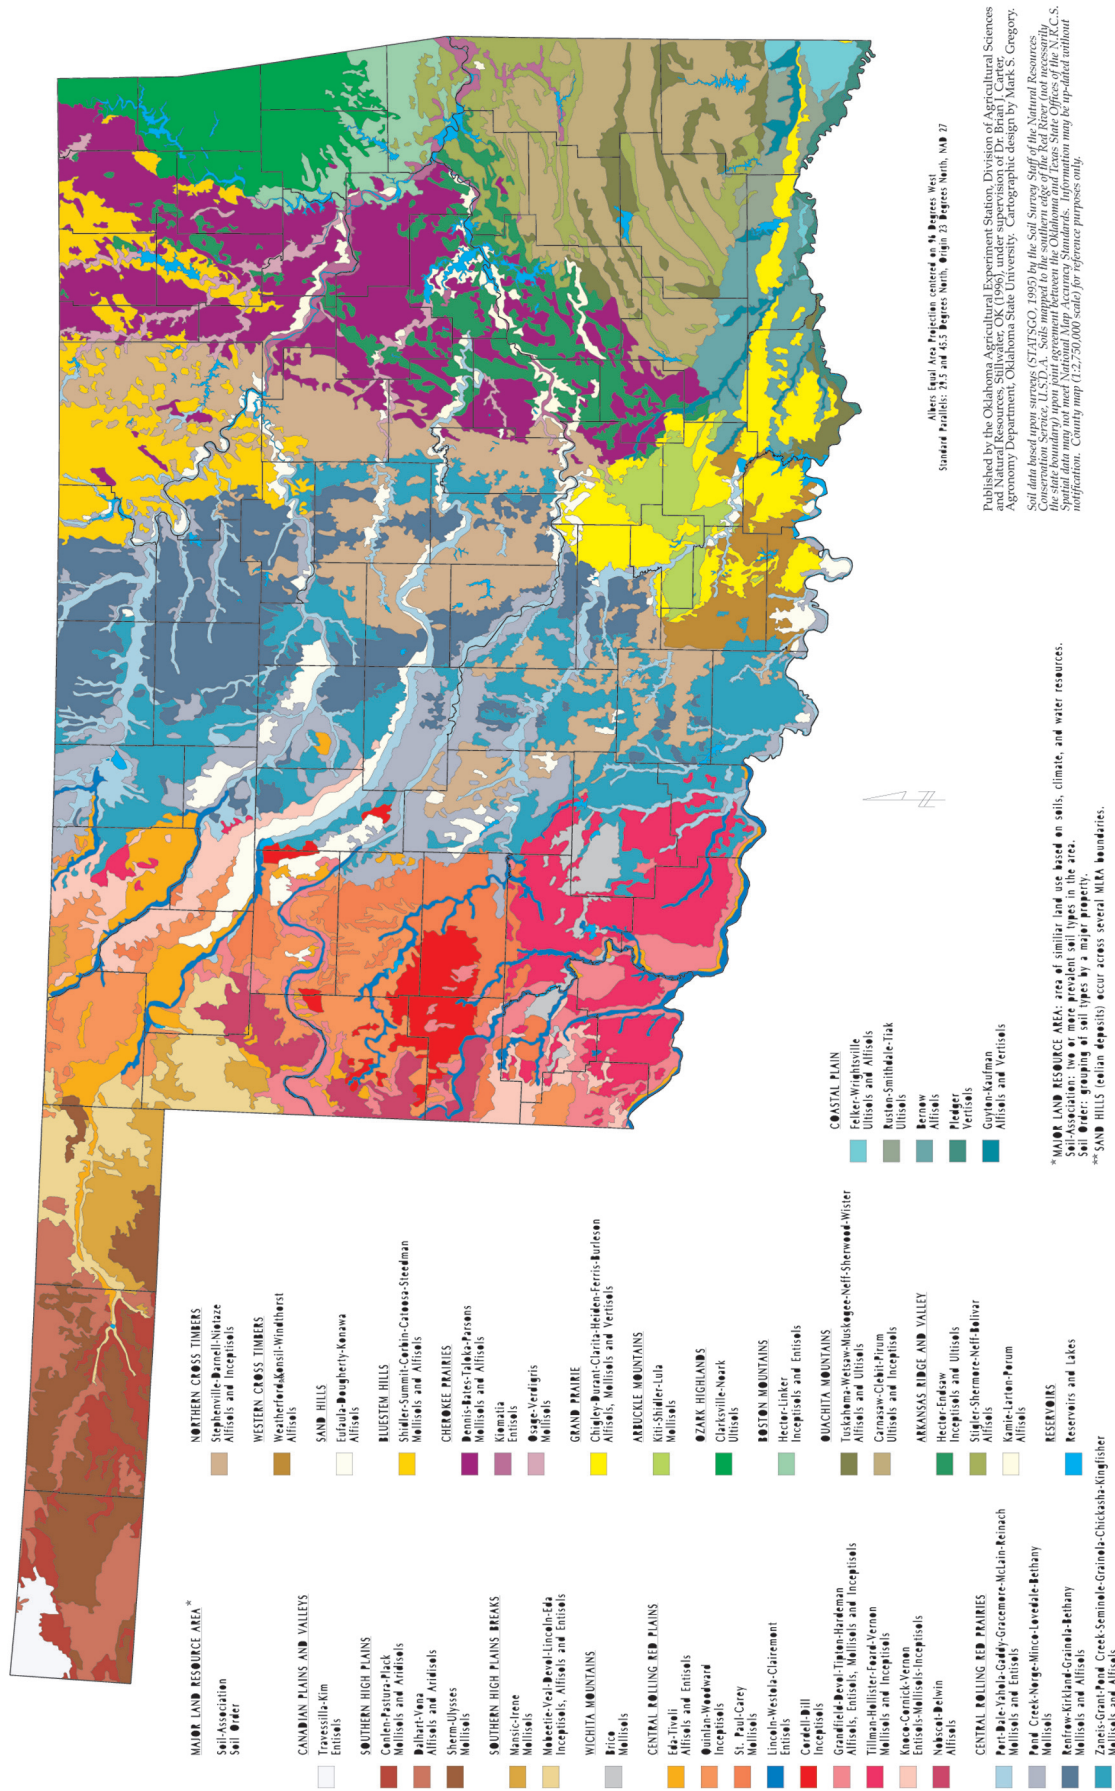 MAJOR LAND RESOURCE AREA*
Soil-Association
Soil Order
CANADIAN PLAINS AND VALLEYS
Travessilla-Kim
Entisols
SOUTHERN HIGH PLAINS
Conlen-Pastura-Plack
Mollisols and Aridisols
Dalhart-Vona
Alfisols and Aridisols
Sherm-Ulysses
Mollisols
SOUTHERN HIGH PLAINS BREAKS
Mansic-Irene
Mollisols
Mobeetie-Veal-Devol-Lincoln-Eda
Inceptisols, Alfisols and Entisols
WICHITA MOUNTAINS
Brico
Mollisols
CENTRAL ROLLING RED PLAINS
Eda-Tivoli
Alfisols and Entisols
Quinlan-Woodward
Inceptisols
St. Paul-Carey
Mollisols
Lincoln-Westola-Clairemont
Entisols
Cordell-Dill
Inceptisols
Grandfield-Devol-Tipton-Hardeman
Alfisols, Entisols, Mollisols and Inceptisols
Tillman-Hollister-Foard-Vernon
Mollisols and Inceptisols
Knoco-Cornick-Vernon
Entisols-Mollisols-Inceptisols
Nobscot-Delwin
Alfisols
CENTRAL ROLLING RED PRAIRIES
Port-Dale-Yahola-Gaddy-Gracemore-McLain-Reinach
Mollisols and Entisols
Pond Creek-Norge-Minco-Lovedale-Bethany
Mollisols
Renfrow-Kirkland-Grainola-Bethany
Mollisols and Alfisols
Zaneis-Grant-Pond Creek-Seminole-Grainola-Chickasha-Kingfisher
Mollisols and Alfisols
NORTHERN CROSS TIMBERS
Stephenville-Darnell-Niotaze
Alfisols and Inceptisols
WESTERN CROSS TIMBERS
Weatherford-Konsil-Windthorst
Alfisols
SAND HILLS
Eufaula-Dougherty-Konawa
Alfisols
BLUESTEM HILLS
Shidler-Summit-Corbin-Catoosa-Steedman
Mollisols and Alfisols
CHEROKEE PRAIRIES
Dennis-Bates-Taloka-Parsons
Mollisols and Alfisols
Kiomatia
Entisols
Osage-Verdigris
Mollisols
GRAND PRAIRIE
Chigley-Durant-Clarita-Heiden-Ferris-Burleson
Alfisols, Mollisols and Vertisols
ARBUCKLE MOUNTAINS
Kiti-Shidler-Lula
Mollisols
OZARK HIGHLANDS
Clarksville-Noark
Ultisols
BOSTON MOUNTAINS
Hector-Linker
Inceptisols and Entisols
OUACHITA MOUNTAINS
Tuskahoma-Wetsaw-Muskogee-Neff-Sherwood-Wister
Alfisols and Ultisols
Carnasaw-Clebit-Pirum
Ultisols and Inceptisols
ARKANSAS RIDGE AND VALLEY
Hector-Endsaw
Inceptisols and Ultisols
Stigler-Shermore-Neff-Bolivar
Alfisols
Kamie-Larton-Porum
Alfisols
RESERVOIRS
Reservoirs and Lakes
COASTAL PLAIN
Felker-Wrightsville
Ultisols and Alfisols
Ruston-Smithdale-Tiak
Ultisols
Bernow
Alfisols
Pledger
Vertisols
Guyton-Kaufman
Alfisols and Vertisols
* MAJOR LAND RESOURCE AREA: area of similiar land use based on soils, climate, and water resources.
Soil-Association: two or more prevalent soil types in the area.
Soil Order: grouping of soil types by a major property.
** SAND HILLS (eolian deposits) occur across several MLRA boundaries.
Albers Equal Area Projection centered on 96 Degrees West
Standard Parallels: 29.5 and 45.5 Degrees North, Origin 23 Degrees North, NAD 27
Published by the Oklahoma Agricultural Experiment Station, Division of Agricultural Sciences
and Natural Resources, Stillwater, OK (1996), under supervision of Dr. Brian J. Carter,
Agronomy Department, Oklahoma State University. Cartographic design by Mark S. Gregory.
Soil data based upon surveys (STATSGO, 1995) by the Soil Survey Staff of the Natural Resources
Conservation Service, U.S.D.A. Soils mapped to the southern edge of the Red River (not necessarily
the state boundary) upon joint agreement between the Oklahoma and Texas State Offices of the N.R.C.S.
Spatial data may not meet National Map Accuracy Standards. Information may be up-dated without
notification. County map (1:2,750,000 scale) for reference purposes only.